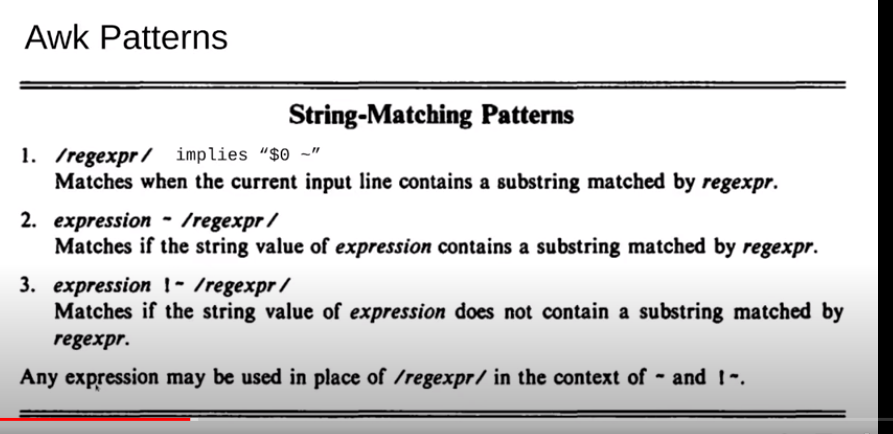 Awk Patterns
String-Matching Patterns
1. /regexpr/ implies “$0 ~”
Matches when the current input line contains a substring matched by regexpr.
2. expression ~ /regexpr/
Matches if the string value of expression contains a substring matched by regexpr.
3. expression !~ /regexpr/
Matches if the string value of expression does not contain a substring matched by
regexpr.
Any expression may be used in place of /regexpr/ in the context of ~ and !~.